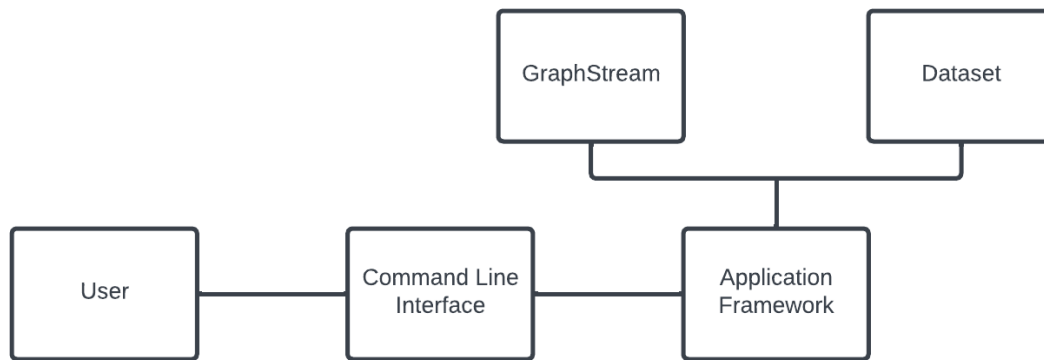 GraphStream
Dataset
User
Command Line
Interface
Application
Framework